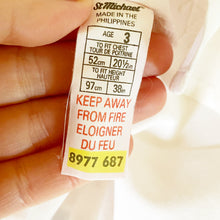 St Michael
MADE IN THE
PHILIPPINES
AGE 3
TO FIT CHEST
TOUR DE POITRINE
52cm 20½in
TO FIT HEIGHT
HAUTEUR
97cm 38in
KEEP AWAY
FROM FIRE
ELOIGNER
DU FEU
8977 687